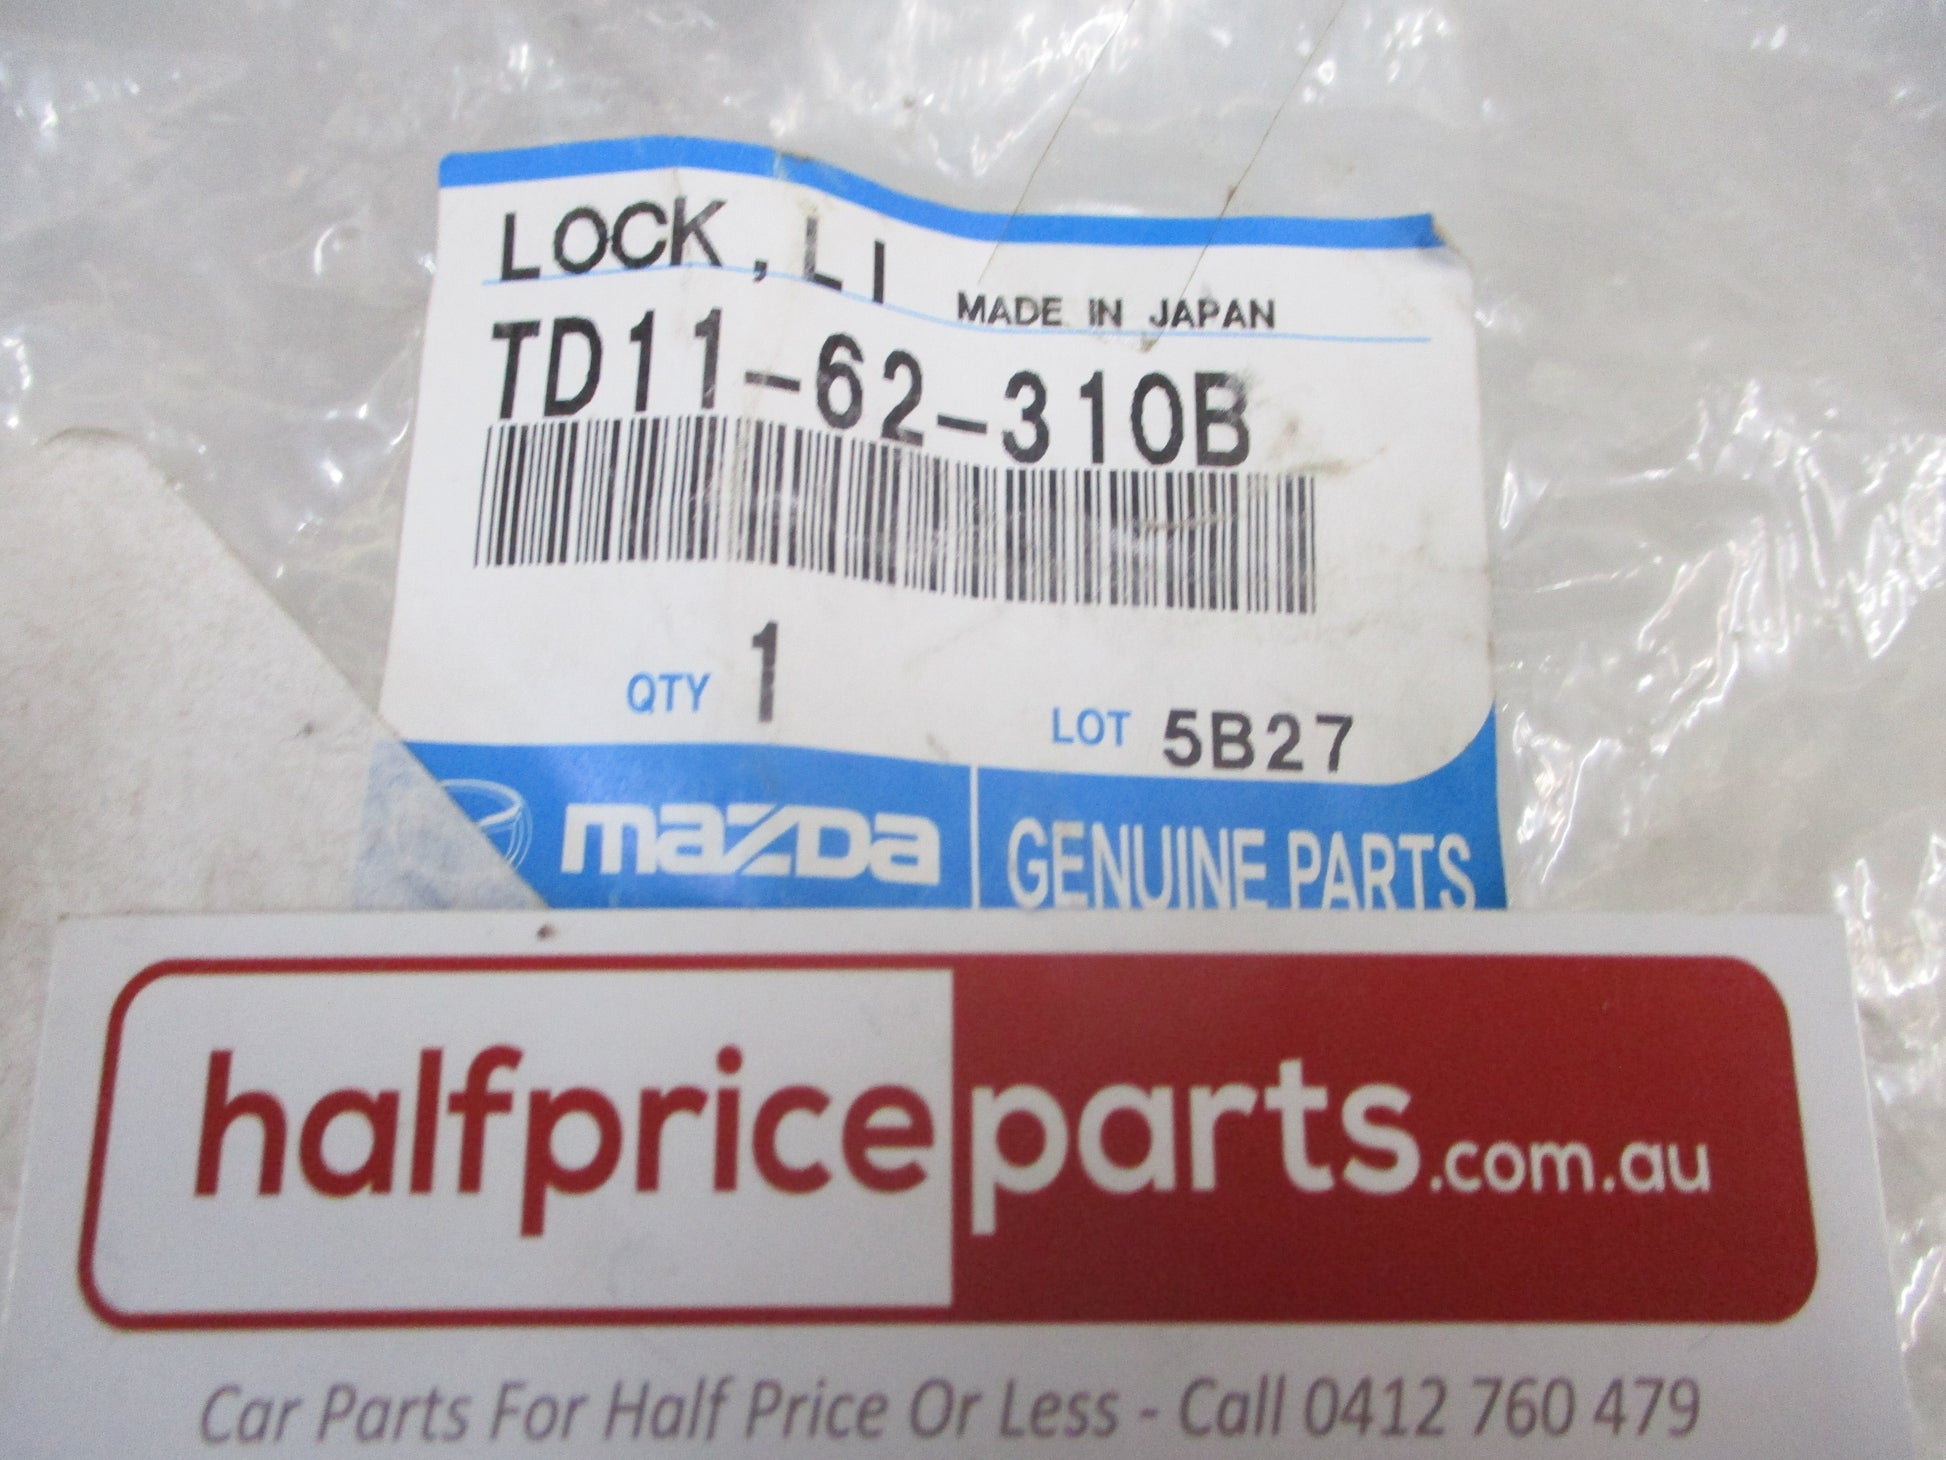 LOCK,LI
MADE IN JAPAN
TD11-62-310B
QTY 1
LOT 5B27
mazda
GENUINE PARTS
halfpriceparts.com.au
Car Parts For Half Price Or Less - Call 0412 760 479